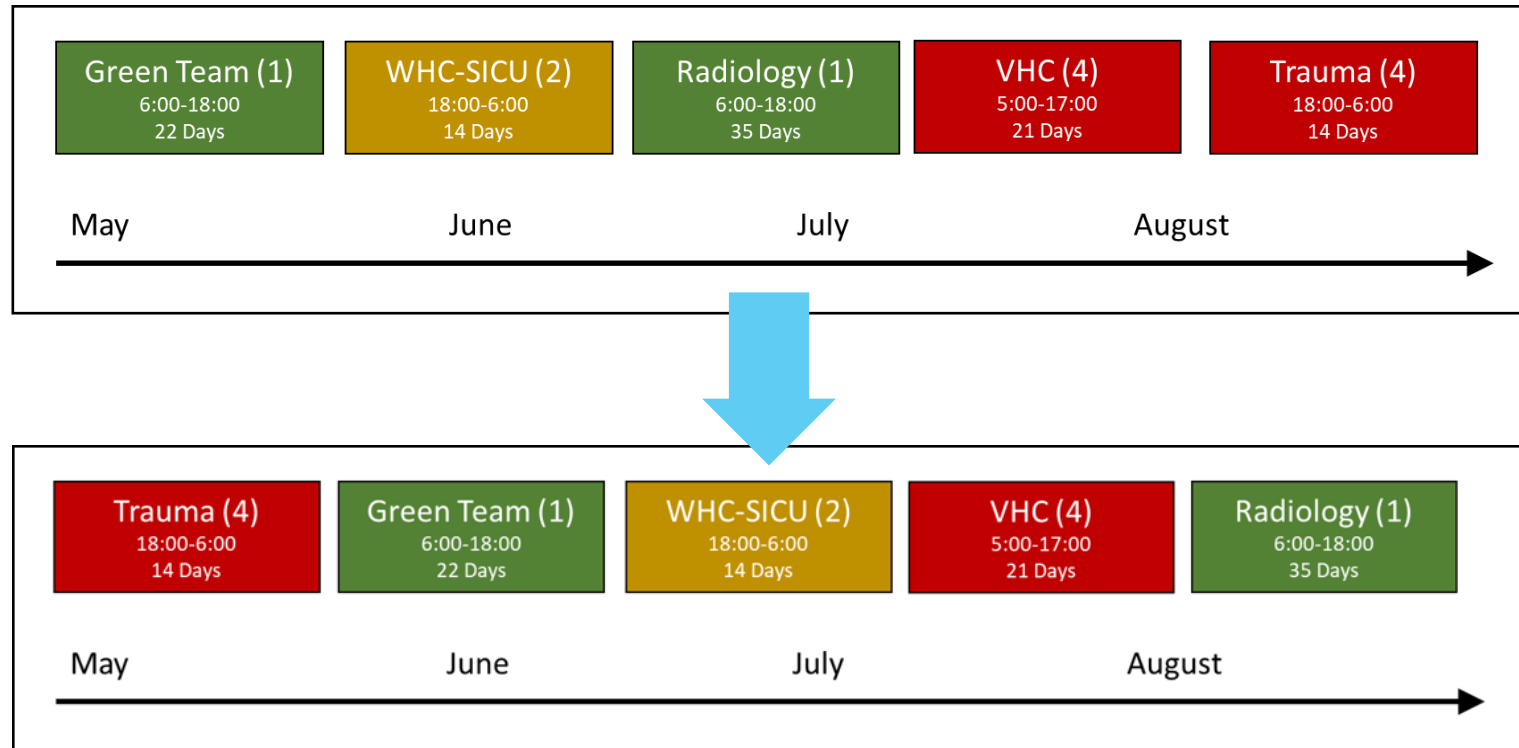 Green Team (1)
6:00-18:00
22 Days
WHC-SICU (2)
18:00-6:00
14 Days
Radiology (1)
6:00-18:00
35 Days
VHC (4)
5:00-17:00
21 Days
Trauma (4)
18:00-6:00
14 Days
May June July August
Trauma (4)
18:00-6:00
14 Days
Green Team (1)
6:00-18:00
22 Days
WHC-SICU (2)
18:00-6:00
14 Days
VHC (4)
5:00-17:00
21 Days
Radiology (1)
6:00-18:00
35 Days
May June July August